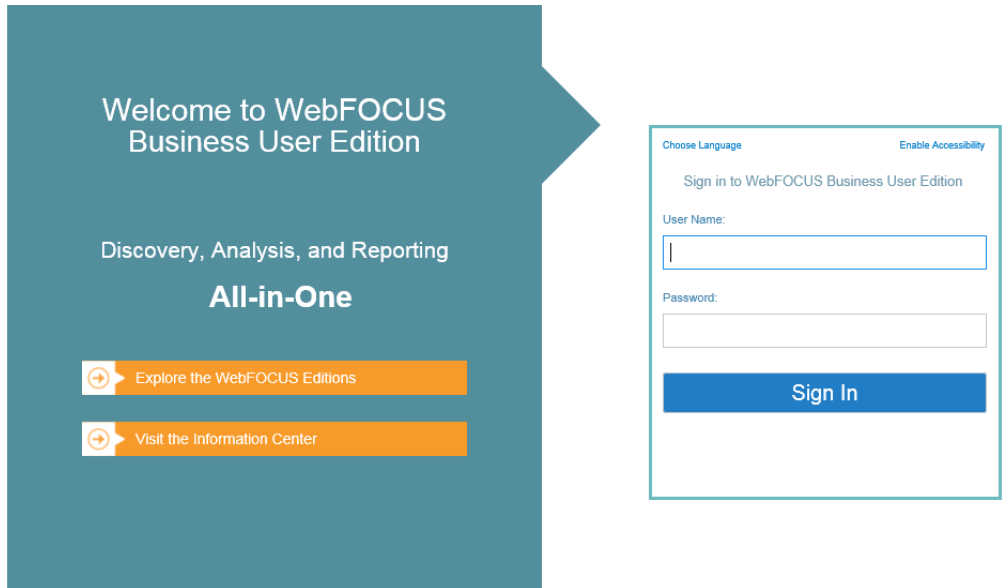 Welcome to WebFOCUS
Business User Edition
Discovery, Analysis, and Reporting
All-in-One
Explore the WebFOCUS Editions
Visit the Information Center
Choose Language
Enable Accessibility
Sign in to WebFOCUS Business User Edition
User Name:
Password:
Sign In